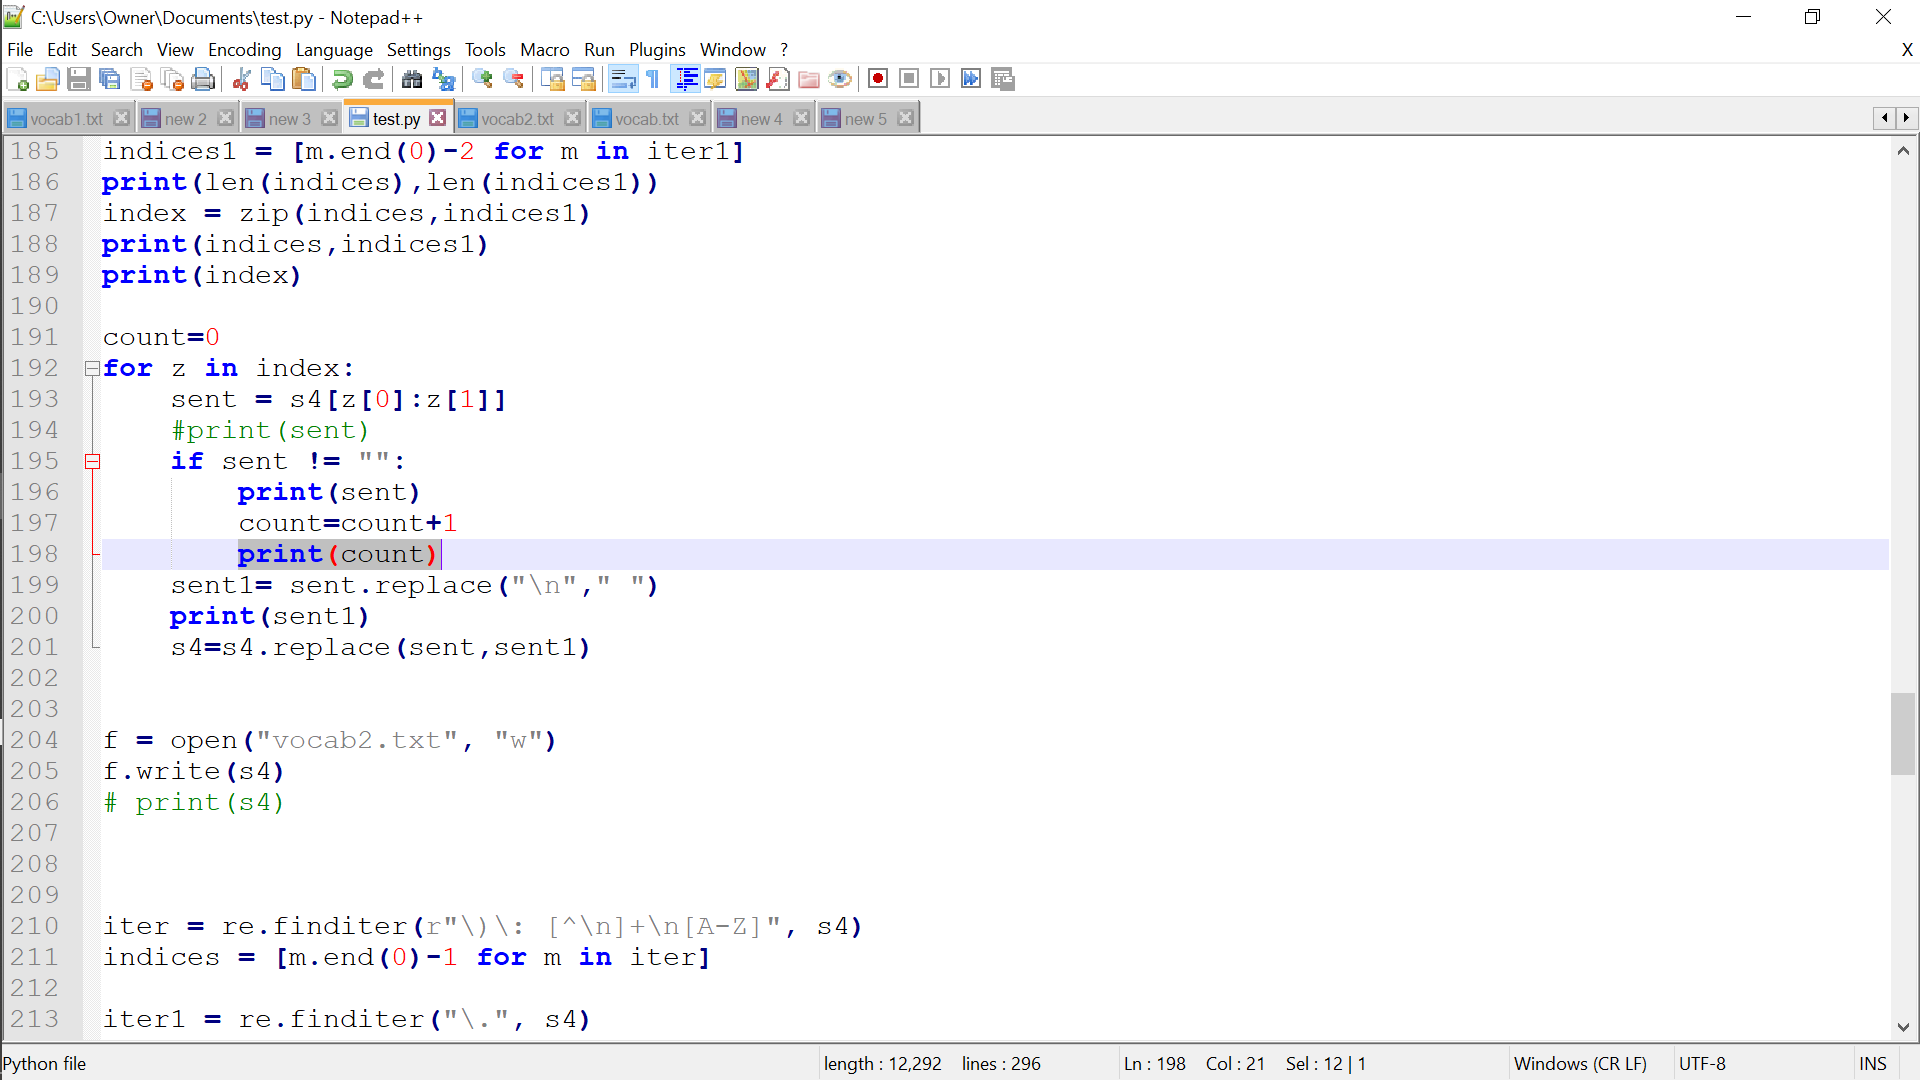 C:\Users\Owner\Documents\test.py - Notepad++
File Edit Search View Encoding Language Settings Tools Macro Run Plugins Window ? X
vocab1.txt new 2 new 3 test.py vocab2.txt vocab.txt new 4 new 5
185 indices1 = [m.end(0)-2 for m in iter1]
186 print(len(indices),len(indices1))
187 index = zip(indices,indices1)
188 print(indices,indices1)
189 print(index)
190
191 count=0
192 for z in index:
193     sent = s4[z[0]:z[1]]
194     #print(sent)
195     if sent != "":
196         print(sent)
197         count=count+1
198         print(count)
199     sent1= sent.replace("\n"," ")
200     print(sent1)
201     s4=s4.replace(sent,sent1)
202
203
204 f = open("vocab2.txt", "w")
205 f.write(s4)
206 # print(s4)
207
208
209
210 iter = re.finditer(r"\)\: [^\n]+\n[A-Z]", s4)
211 indices = [m.end(0)-1 for m in iter]
212
213 iter1 = re.finditer("\.", s4)
Python file length : 12,292 lines : 296 Ln : 198 Col : 21 Sel : 12 | 1 Windows (CR LF) UTF-8 INS